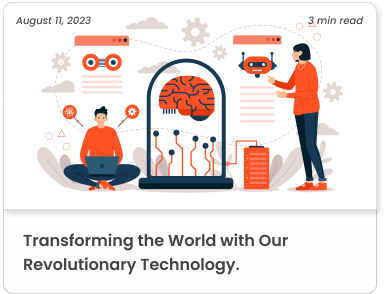 August 11, 2023
3 min read
Transforming the World with Our
Revolutionary Technology.